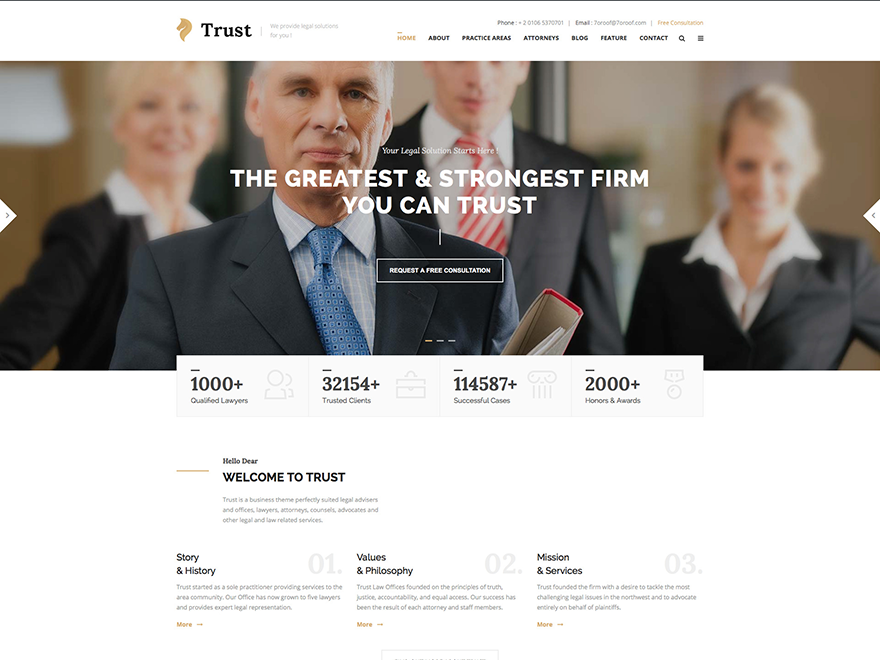 Trust
We provide legal solutions
for you !
Phone : + 2 0106 5370701 | Email : 7oroof@7oroof.com | Free Consultation
HOME ABOUT PRACTICE AREAS ATTORNEYS BLOG FEATURE CONTACT
Your Legal Solution Starts Here !
THE GREATEST & STRONGEST FIRM
YOU CAN TRUST
REQUEST A FREE CONSULTATION
1000+
Qualified Lawyers
32154+
Trusted Clients
114587+
Successful Cases
2000+
Honors & Awards
Hello Dear
WELCOME TO TRUST
Trust is a business theme perfectly suited legal advisers
and offices, lawyers, attorneys, counsels, advocates and
other legal and law related services.
Story
& History
01.
Trust started as a sole practitioner providing services to the
area community. Our Office has now grown to five lawyers
and provides expert legal representation.
More
Values
& Philosophy
02.
Trust Law Offices founded on the principles of truth,
justice, accountability, and equal access. Our success has
been the result of each attorney and staff members.
More
Mission
& Services
03.
Trust founded the firm with a desire to tackle the most
challenging legal issues in the northwest and to advocate
entirely on behalf of plaintiffs.
More